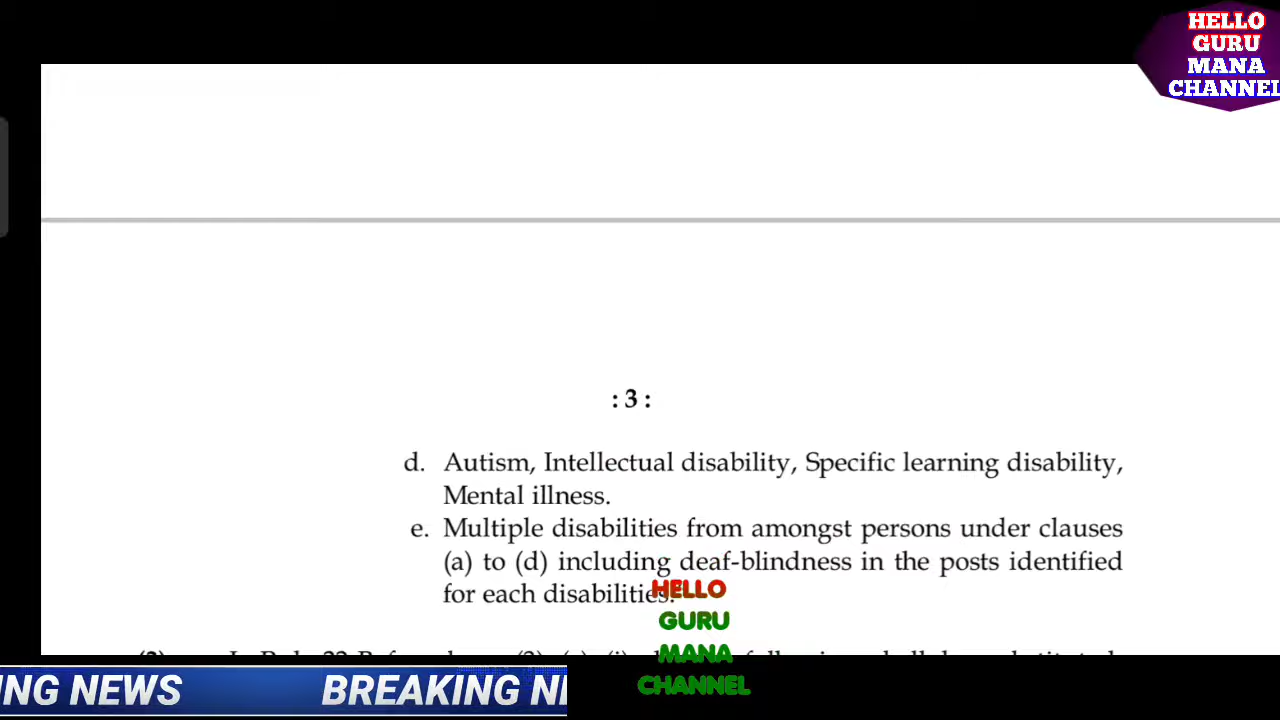 HELLO
GURU
MANA
CHANNEL
: 3 :
d. Autism, Intellectual disability, Specific learning disability,
Mental illness.
e. Multiple disabilities from amongst persons under clauses
(a) to (d) including deaf-blindness in the posts identified
for each disabilities.
HELLO
GURU
MANA
CHANNEL
NG NEWS BREAKING NE